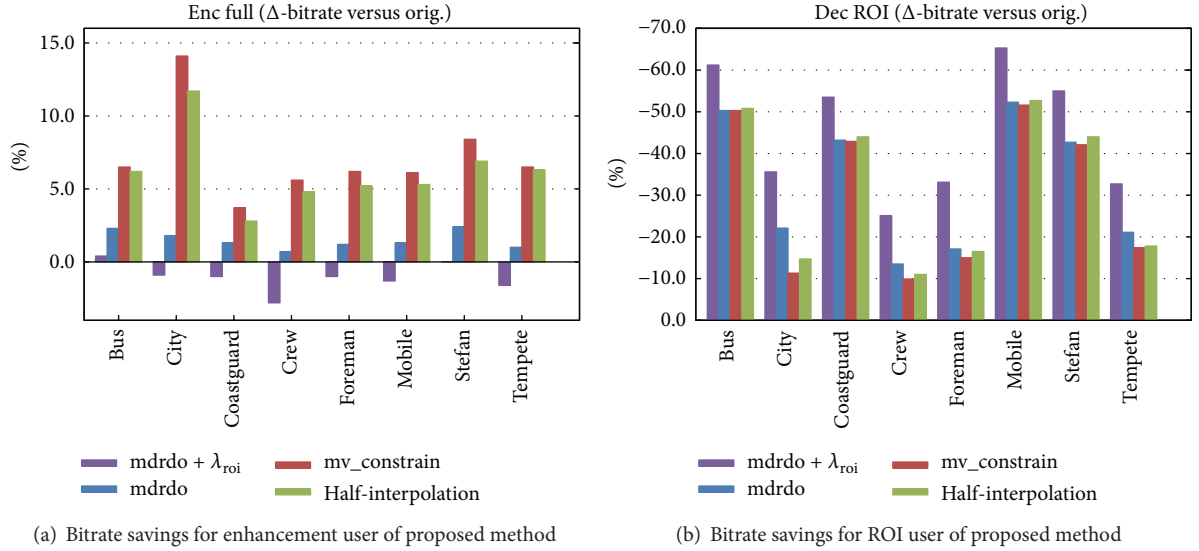 Enc full (Δ-bitrate versus orig.)
15.0
10.0
5.0
0.0
(%)
Bus
City
Coastguard
Crew
Foreman
Mobile
Stefan
Tempete
mdrdo + λroi
mdrdo
mv_constrain
Half-interpolation
(a) Bitrate savings for enhancement user of proposed method
Dec ROI (Δ-bitrate versus orig.)
−70.0
−60.0
−50.0
−40.0
−30.0
−20.0
−10.0
0.0
(%)
Bus
City
Coastguard
Crew
Foreman
Mobile
Stefan
Tempete
mdrdo + λroi
mdrdo
mv_constrain
Half-interpolation
(b) Bitrate savings for ROI user of proposed method